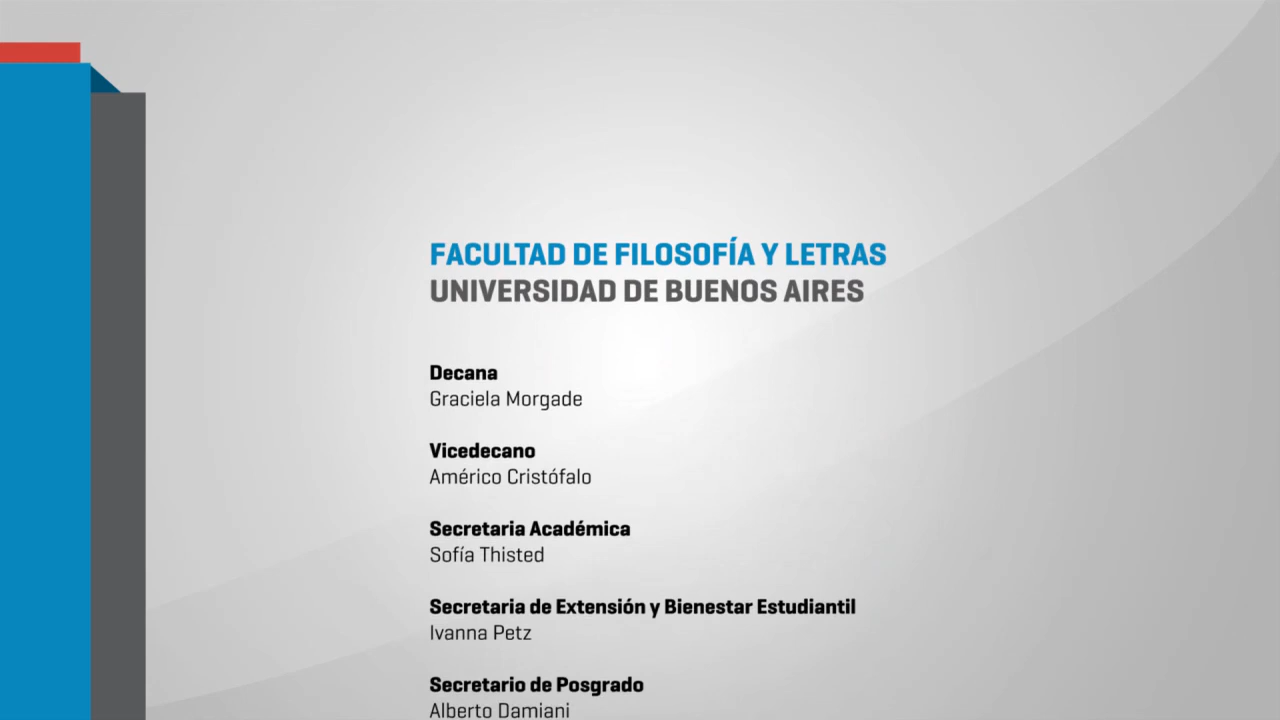 FACULTAD DE FILOSOFÍA Y LETRAS
UNIVERSIDAD DE BUENOS AIRES
Decana
Graciela Morgade
Vicedecano
Américo Cristófalo
Secretaria Académica
Sofía Thisted
Secretaria de Extensión y Bienestar Estudiantil
Ivanna Petz
Secretario de Posgrado
Alberto Damiani